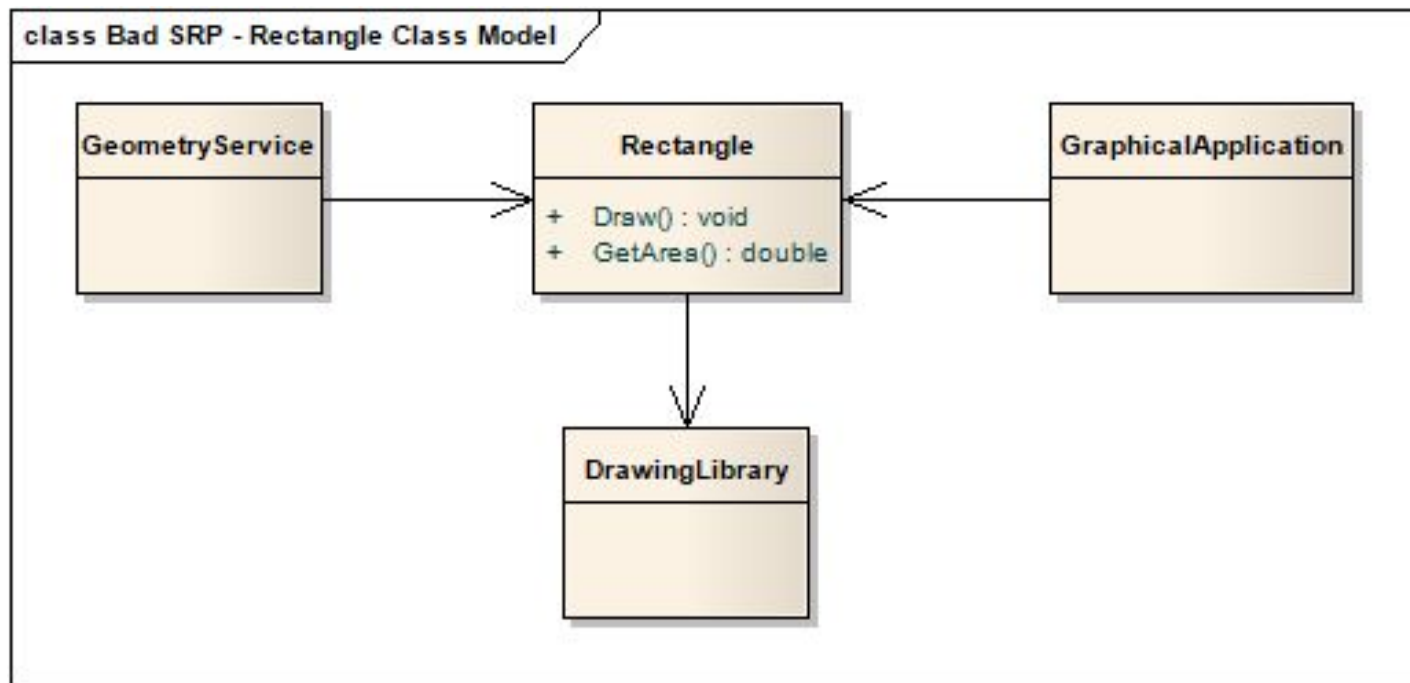 class Bad SRP - Rectangle Class Model
GeometryService
Rectangle
+ Draw() : void
+ GetArea() : double
GraphicalApplication
DrawingLibrary